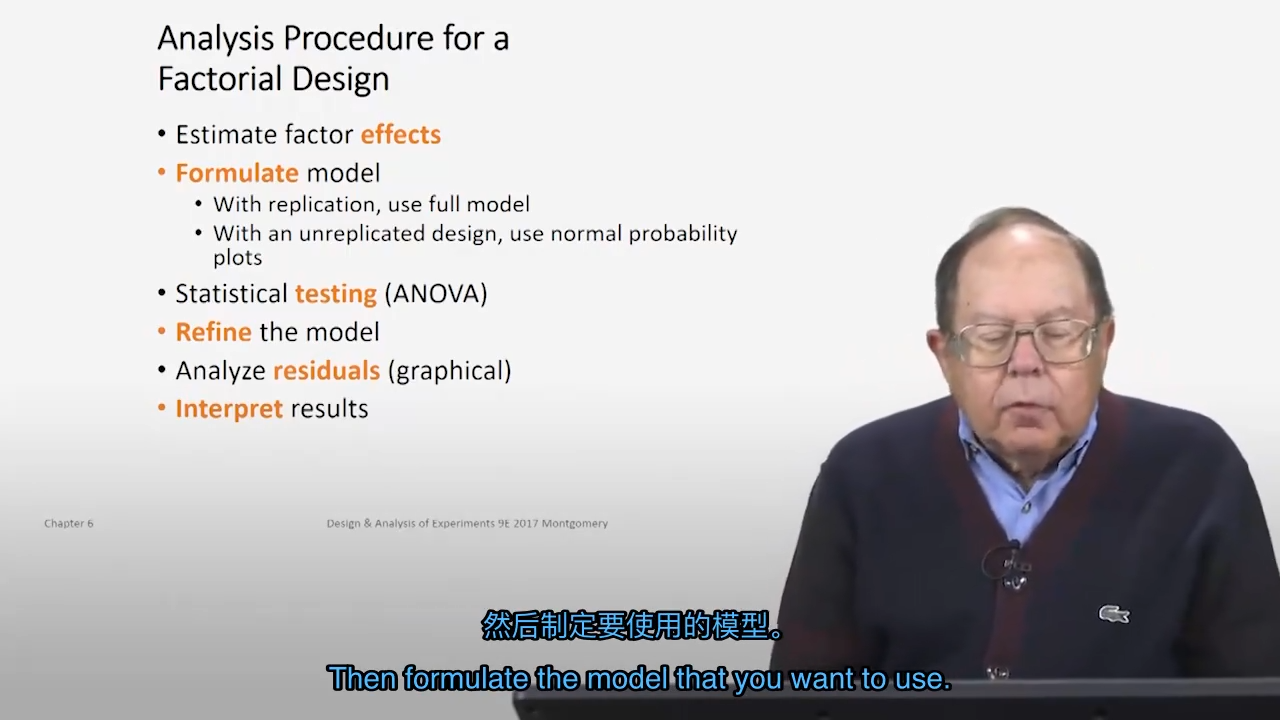 Analysis Procedure for a
Factorial Design
• Estimate factor effects
• Formulate model
• With replication, use full model
• With an unreplicated design, use normal probability
plots
• Statistical testing (ANOVA)
• Refine the model
• Analyze residuals (graphical)
• Interpret results
Chapter 6
Design & Analysis of Experiments 9E 2017 Montgomery
然后制定要使用的模型。
Then formulate the model that you want to use.